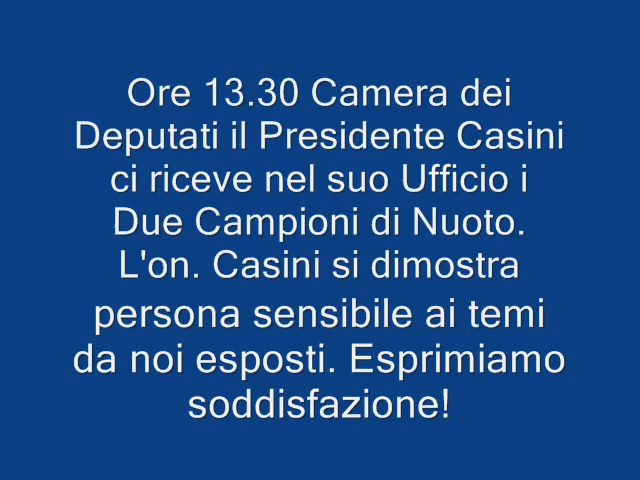 Ore 13.30 Camera dei
Deputati il Presidente Casini
ci riceve nel suo Ufficio i
Due Campioni di Nuoto.
L'on. Casini si dimostra
persona sensibile ai temi
da noi esposti. Esprimiamo
soddisfazione!